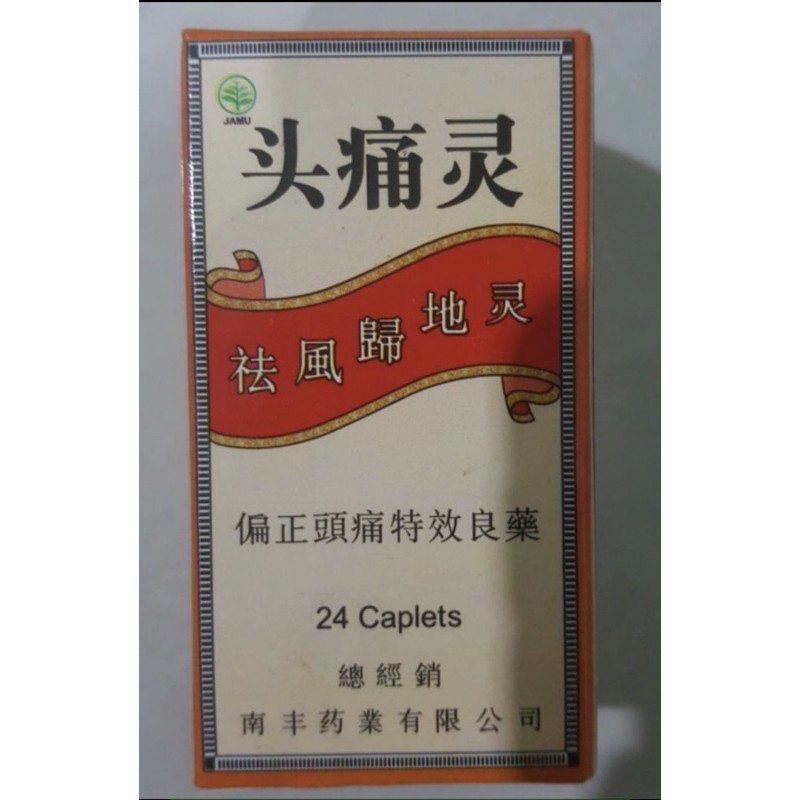 JAMU
头痛灵
祛風歸地灵
偏正頭痛特效良藥
24 Caplets
總經銷
南丰药業有限公司